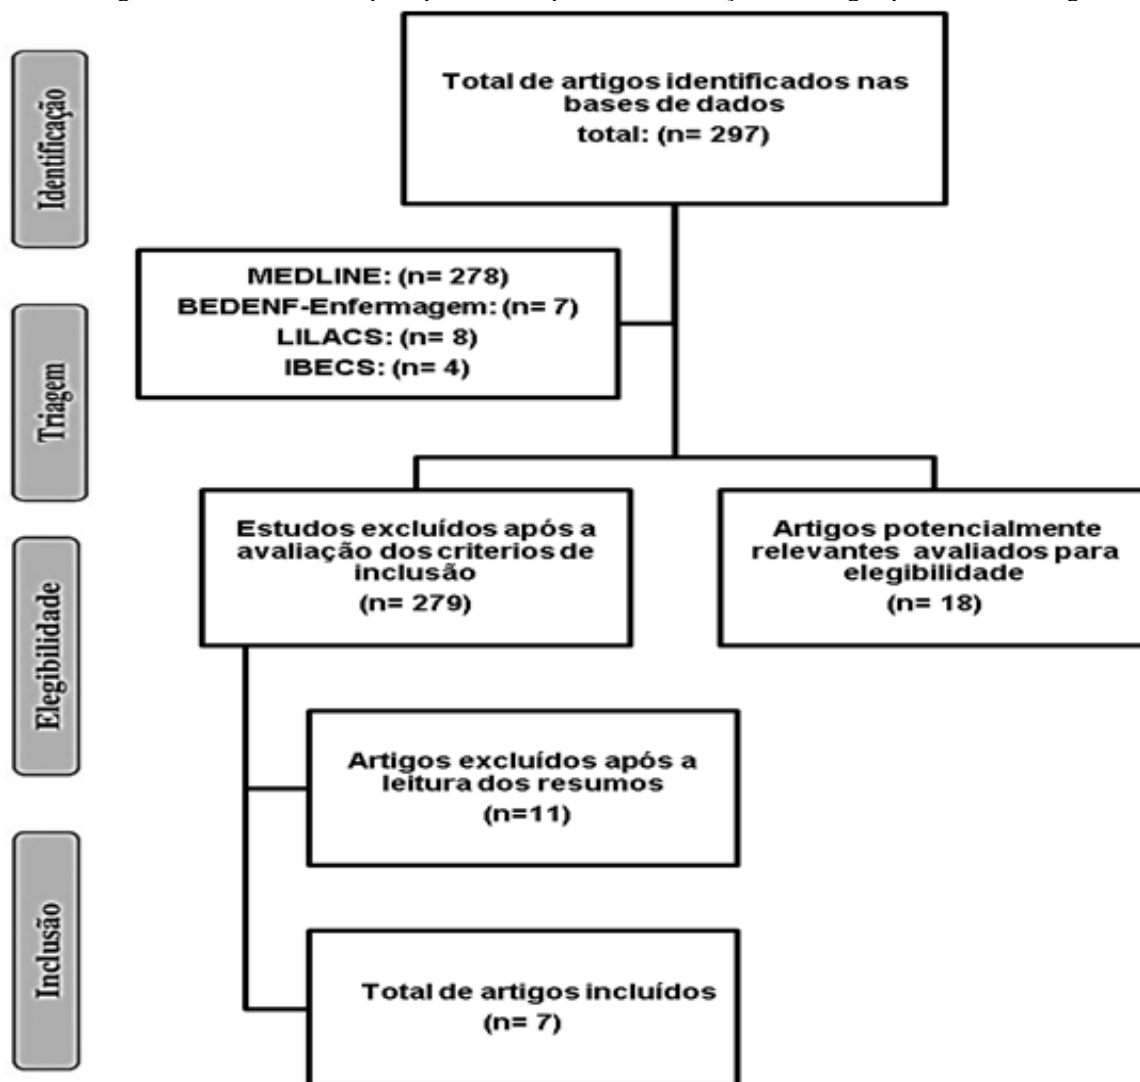 Identificação
Total de artigos identificados nas
bases de dados
total: (n= 297)
MEDLINE: (n= 278)
BEDENF-Enfermagem: (n= 7)
LILACS: (n= 8)
IBECS: (n= 4)
Triagem
Estudos excluídos após a
avaliação dos criterios de
inclusão
(n= 279)
Artigos potencialmente
relevantes avaliados para
elegibilidade
(n= 18)
Elegibilidade
Artigos excluídos após a
leitura dos resumos
(n=11)
Inclusão
Total de artigos incluídos
(n= 7)